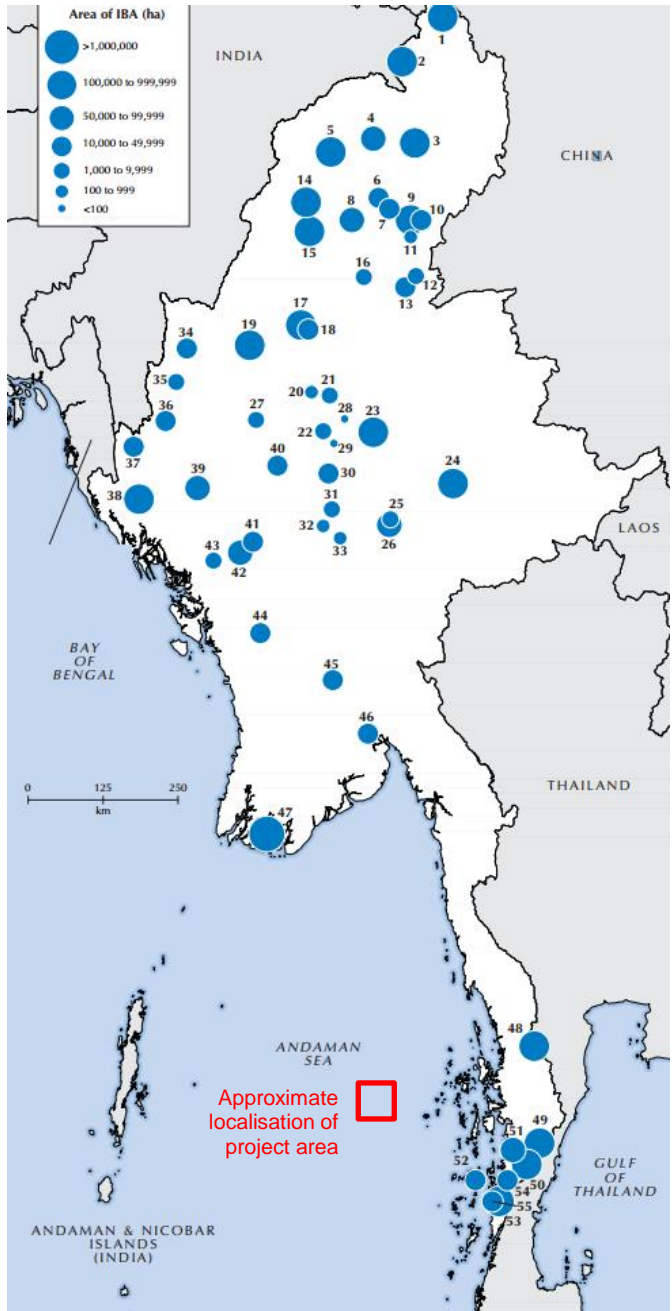 Area of IBA (ha)
>1,000,000
100,000 to 999,999
50,000 to 99,999
10,000 to 49,999
1,000 to 9,999
100 to 999
<100
INDIA
CHINA
1
2
3
4
5
6
7
8
9
10
11
12
13
14
15
16
17
18
19
20
21
22
23
24
25
26
27
28
29
30
31
32
33
34
35
36
37
38
39
40
41
42
43
44
45
46
47
LAOS
BAY
OF
BENGAL
0 125 250
km
THAILAND
48
ANDAMAN
SEA
Approximate
localisation of
project area
49
50
51
52
53
54
55
GULF
OF
THAILAND
ANDAMAN & NICOBAR
ISLANDS
(INDIA)